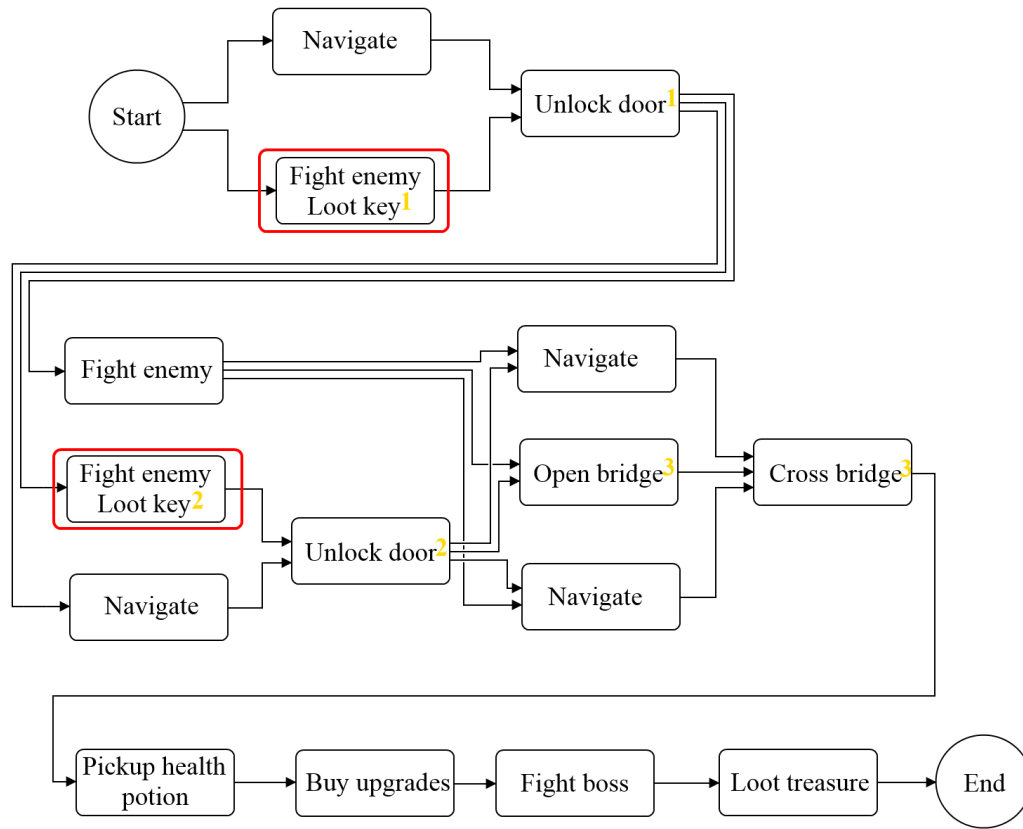 Navigate
Start
Unlock door1
Fight enemy
Loot key1
Fight enemy
Navigate
Fight enemy
Loot key2
Open bridge3
Cross bridge3
Unlock door2
Navigate
Navigate
Pickup health
potion
Buy upgrades
Fight boss
Loot treasure
End